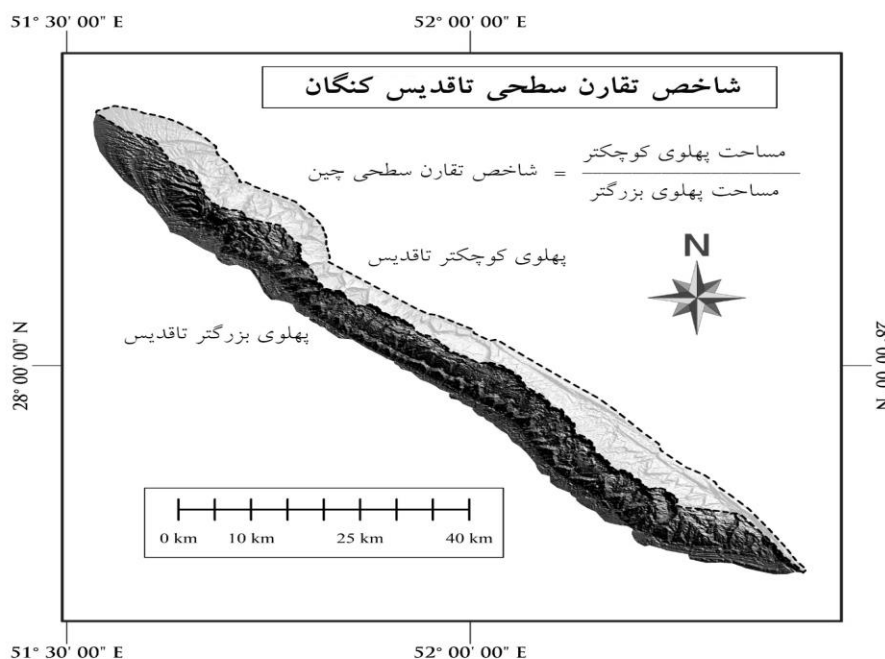 51° 30' 00" E
52° 00' 00" E
شاخص تقارن سطحی تاقدیس کنگان
شاخص تقارن سطحی چین = مساحت پهلوی کوچکتر
مساحت پهلوی بزرگتر
N
پهلوی کوچکتر تاقدیس
پهلوی بزرگتر تاقدیس
28° 00' 00" N
28° 00' 00" N
0 km 10 km 25 km 40 km
51° 30' 00" E
52° 00' 00" E